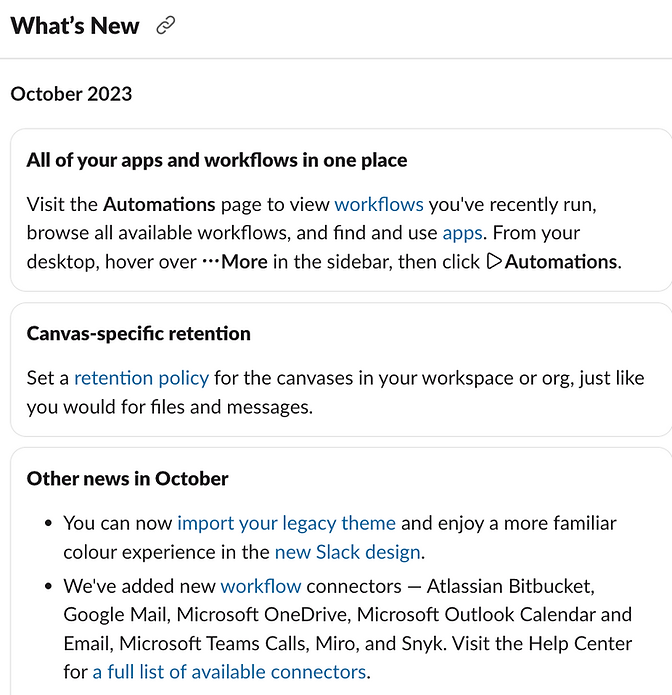 What's New
October 2023
All of your apps and workflows in one place
Visit the Automations page to view workflows you've recently run,
browse all available workflows, and find and use apps. From your
desktop, hover over ···More in the sidebar, then click ▷Automations.
Canvas-specific retention
Set a retention policy for the canvases in your workspace or org, just like
you would for files and messages.
Other news in October
• You can now import your legacy theme and enjoy a more familiar
colour experience in the new Slack design.
• We've added new workflow connectors — Atlassian Bitbucket,
Google Mail, Microsoft OneDrive, Microsoft Outlook Calendar and
Email, Microsoft Teams Calls, Miro, and Snyk. Visit the Help Center
for a full list of available connectors.